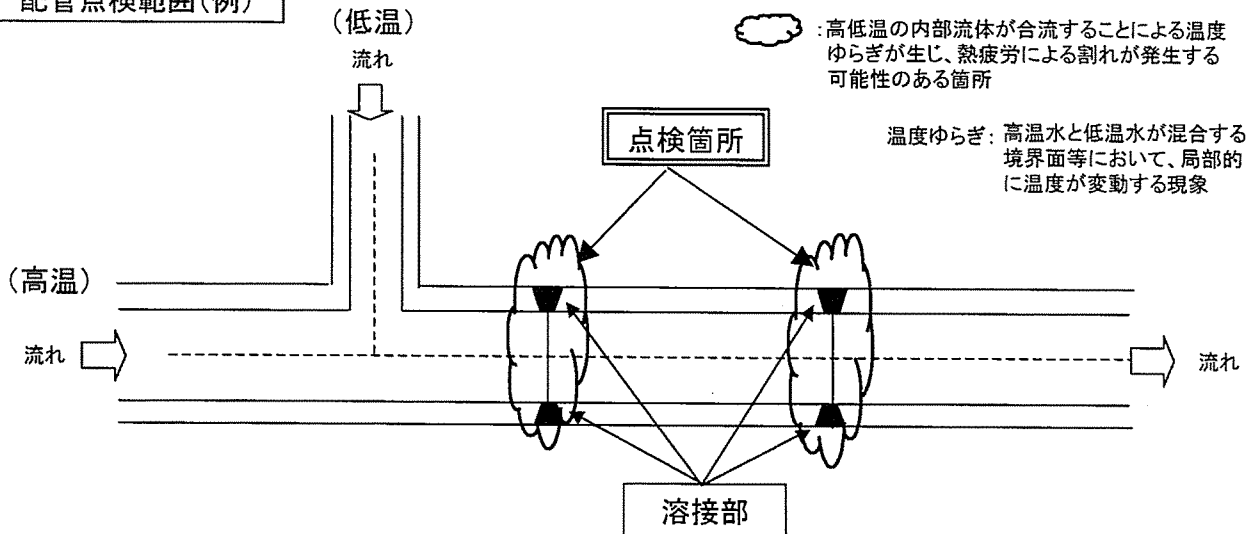 配管点検範囲(例)
(低温)
流れ
:高低温の内部流体が合流することによる温度
ゆらぎが生じ、熱疲労による割れが発生する
可能性のある箇所
点検箇所
温度ゆらぎ:高温水と低温水が混合する
境界面等において、局部的
に温度が変動する現象
(高温)
流れ
流れ
溶接部